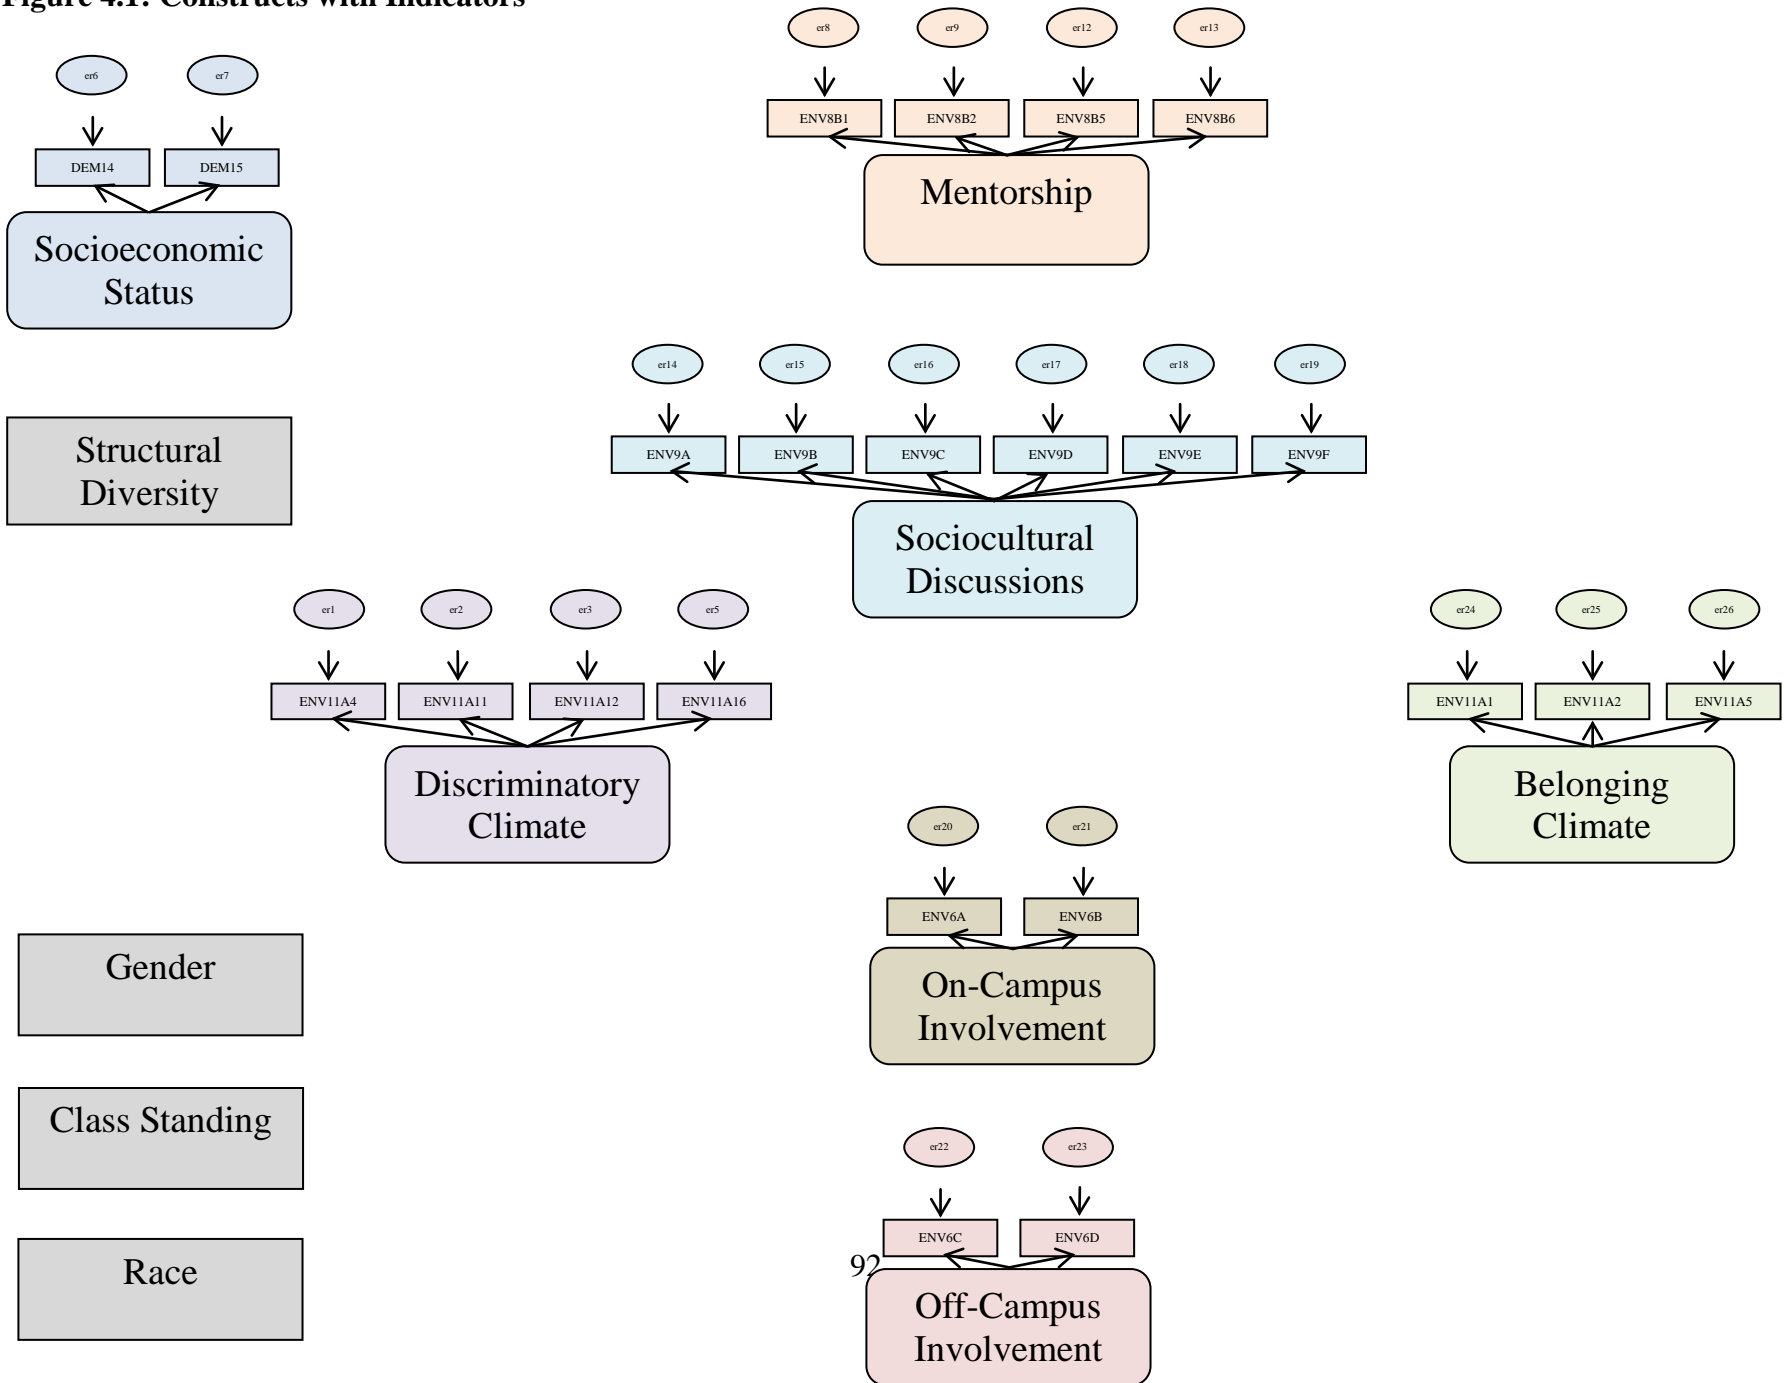 Figure 4.1: Constructs with Indicators
er8 er9 er12 er13
er6 er7
ENV8B1 ENV8B2 ENV8B5 ENV8B6
DEM14 DEM15
Mentorship
Socioeconomic
Status
er14 er15 er16 er17 er18 er19
Structural
Diversity
ENV9A ENV9B ENV9C ENV9D ENV9E ENV9F
Sociocultural
Discussions
er1 er2 er3 er5
er24 er25 er26
ENV11A4 ENV11A11 ENV11A12 ENV11A16
ENV11A1 ENV11A2 ENV11A5
Discriminatory
Climate
Belonging
Climate
er20 er21
ENV6A ENV6B
Gender
On-Campus
Involvement
Class Standing
er22 er23
ENV6C ENV6D
92
Race
Off-Campus
Involvement